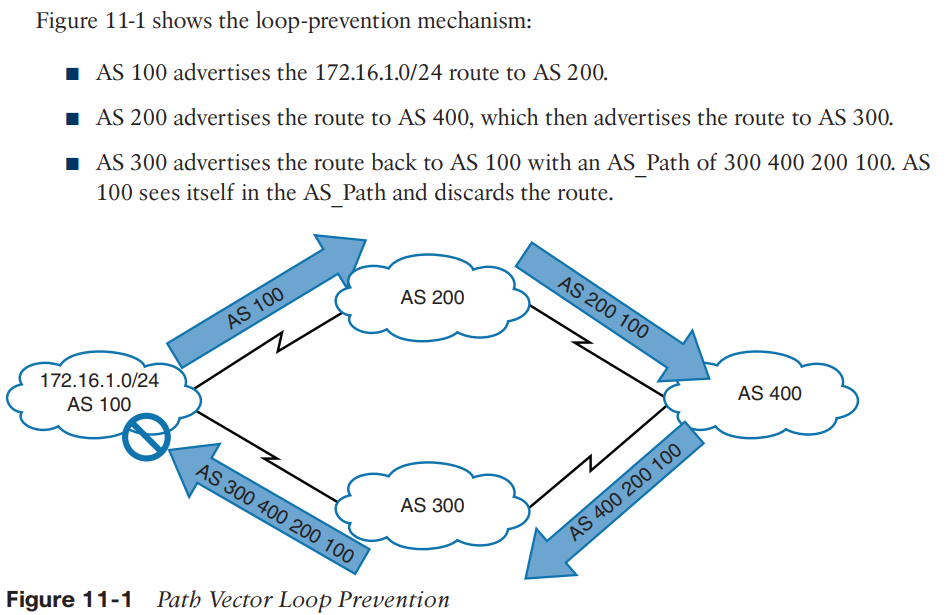 Figure 11-1 shows the loop-prevention mechanism:
■ AS 100 advertises the 172.16.1.0/24 route to AS 200.
■ AS 200 advertises the route to AS 400, which then advertises the route to AS 300.
■ AS 300 advertises the route back to AS 100 with an AS_Path of 300 400 200 100. AS
100 sees itself in the AS_Path and discards the route.
AS 100
AS 200
AS 200 100
172.16.1.0/24
AS 100
AS 400
AS 300 400 200 100
AS 300
AS 400 200 100
Figure 11-1 Path Vector Loop Prevention